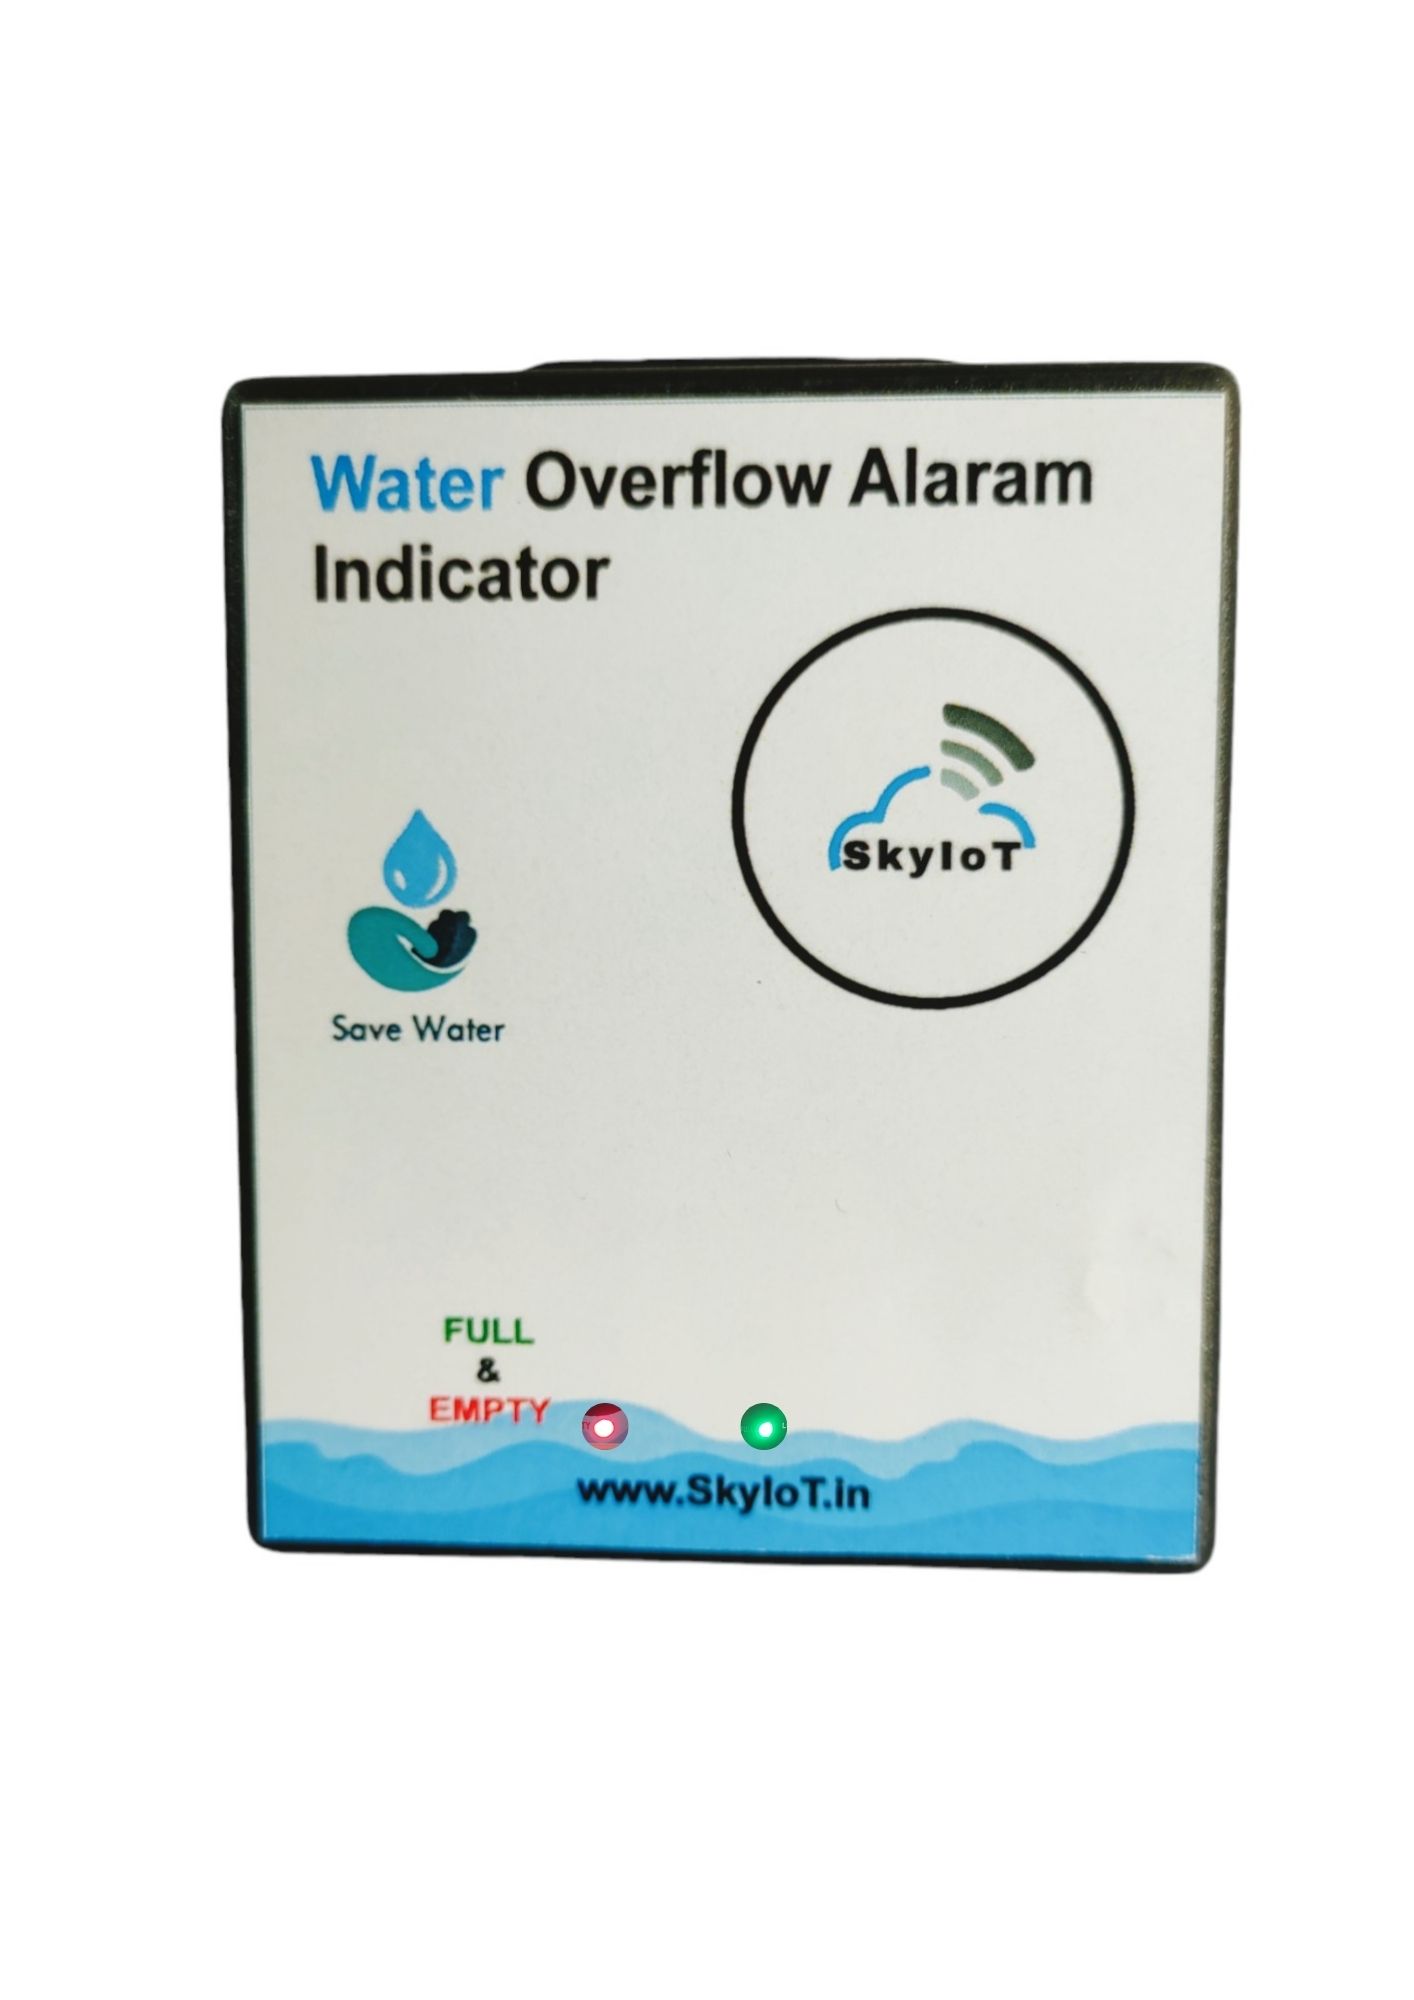 Water Overflow Alaram
Indicator
SkyIoT
Save Water
FULL
&
EMPTY
www.SkyIoT.in